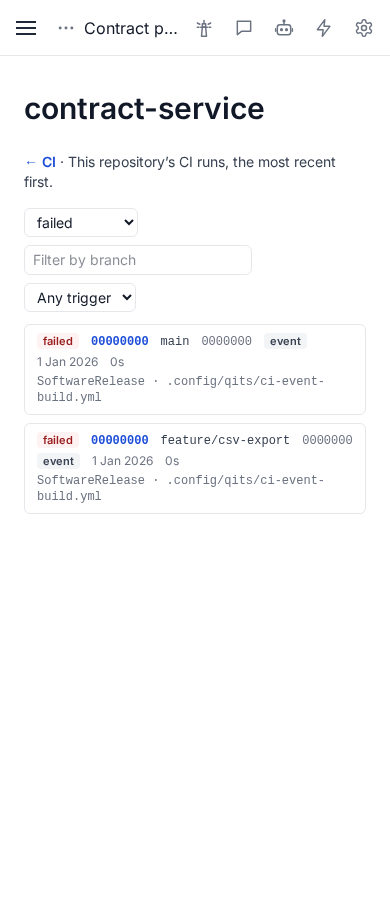 Contract p...
contract-service
← CI · This repository's CI runs, the most recent
first.
failed
Filter by branch
Any trigger
failed 00000000 main 0000000 event
1 Jan 2026 0s
SoftwareRelease · .config/qits/ci-event-
build.yml
failed 00000000 feature/csv-export 0000000
event 1 Jan 2026 0s
SoftwareRelease · .config/qits/ci-event-
build.yml